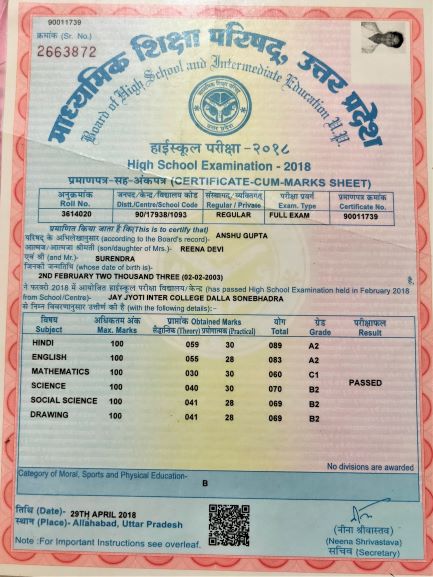 90011739
क्रमांक (Sr. No.)
2663872
माध्यमिक शिक्षा परिषद्, उत्तर प्रदेश
Board of High School and Intermediate Education U.P.
हाईस्कूल परीक्षा - २०१८
High School Examination - 2018
प्रमाणपत्र-सह-अंकपत्र (CERTIFICATE-CUM-MARKS SHEET)
अनुक्रमांक जनपद/केन्द्र/विद्यालय कोड संस्थागत/व्यक्तिगत परीक्षा प्रवर्ग प्रमाणपत्र क्रमांक
Roll No. Distt./Centre/School Code Regular / Private Exam. Type Certificate No.
3614020 90/17938/1093 REGULAR FULL EXAM 90011739
प्रमाणित किया जाता है कि(This is to certify that)
परिषद के अभिलेखानुसार (according to the Board's record)- ANSHU GUPTA
आत्मज/आत्मजा श्रीमती (son/daughter of Mrs.)- REENA DEVI
एवं श्री (and Mr.)- SURENDRA
जिनकी जन्मतिथि (whose date of birth is)-
2ND FEBRUARY TWO THOUSAND THREE (02-02-2003) है,
ने फरवरी 2018 में आयोजित हाईस्कूल परीक्षा विद्यालय/केन्द्र (has passed High School Examination held in February 2018
from School/Centre)- JAY JYOTI INTER COLLEGE DALLA SONEBHADRA
से निम्न विवरणानुसार उत्तीर्ण की है (with the following details):-
विषय अधिकतम अंक प्राप्तांक Obtained Marks योग ग्रेड परीक्षाफल
Subject Max. Marks सैद्धान्तिक (Theory) प्रयोगात्मक (Practical) Total Grade Result
HINDI 100 059 30 089 A2
ENGLISH 100 055 28 083 A2
MATHEMATICS 100 030 30 060 C1
PASSED
SCIENCE 100 040 30 070 B2
SOCIAL SCIENCE 100 041 28 069 B2
DRAWING 100 041 28 069 B2
No divisions are awarded
Category of Moral, Sports and Physical Education-
B
तिथि (Date)- 29TH APRIL 2018
स्थान (Place)- Allahabad, Uttar Pradesh
Note :For Important Instructions see overleaf.
(नीना श्रीवास्तव)
(Neena Shrivastava)
सचिव (Secretary)